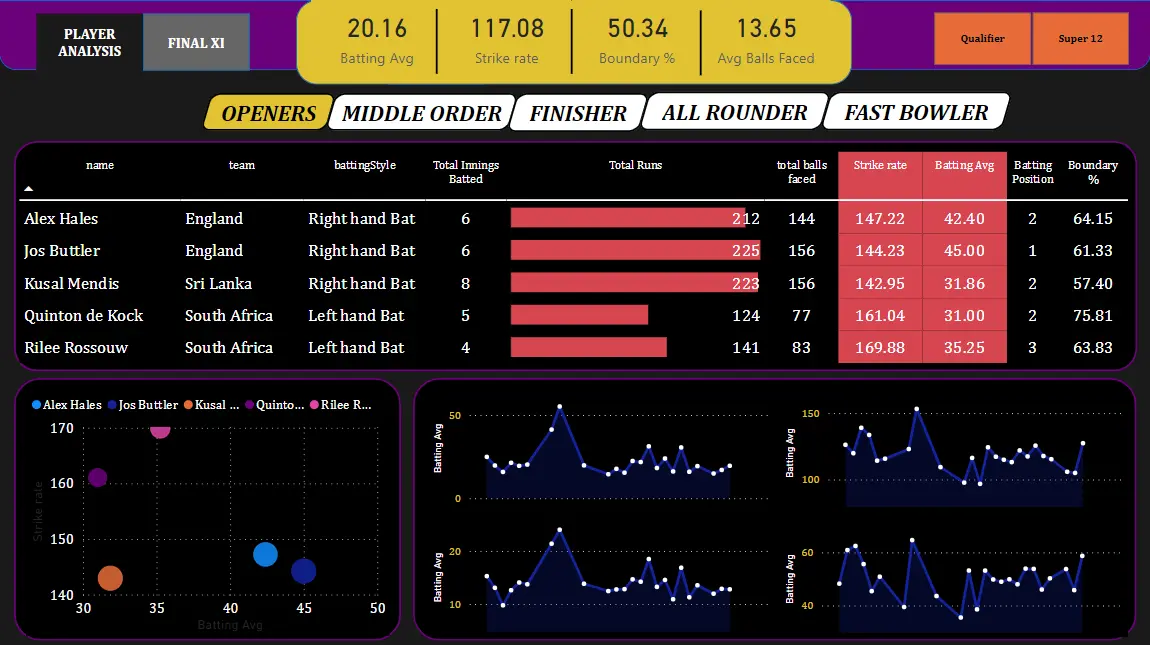 PLAYER ANALYSIS
FINAL XI
20.16 117.08 50.34 13.65
Batting Avg Strike rate Boundary % Avg Balls Faced
Qualifier Super 12
OPENERS MIDDLE ORDER FINISHER ALL ROUNDER FAST BOWLER
name team battingStyle Total Innings Batted Total Runs total balls faced Strike rate Batting Avg Batting Position Boundary %
Alex Hales England Right hand Bat 6 212 144 147.22 42.40 2 64.15
Jos Buttler England Right hand Bat 6 225 156 144.23 45.00 1 61.33
Kusal Mendis Sri Lanka Right hand Bat 8 223 156 142.95 31.86 2 57.40
Quinton de Kock South Africa Left hand Bat 5 124 77 161.04 31.00 2 75.81
Rilee Rossouw South Africa Left hand Bat 4 141 83 169.88 35.25 3 63.83
Alex Hales Jos Buttler Kusal ... Quinto... Rilee R...
170
160
150
140
Strike rate
30 35 40 45 50
Batting Avg
50
0
Batting Avg
150
100
Batting Avg
20
10
Batting Avg
60
40
Batting Avg